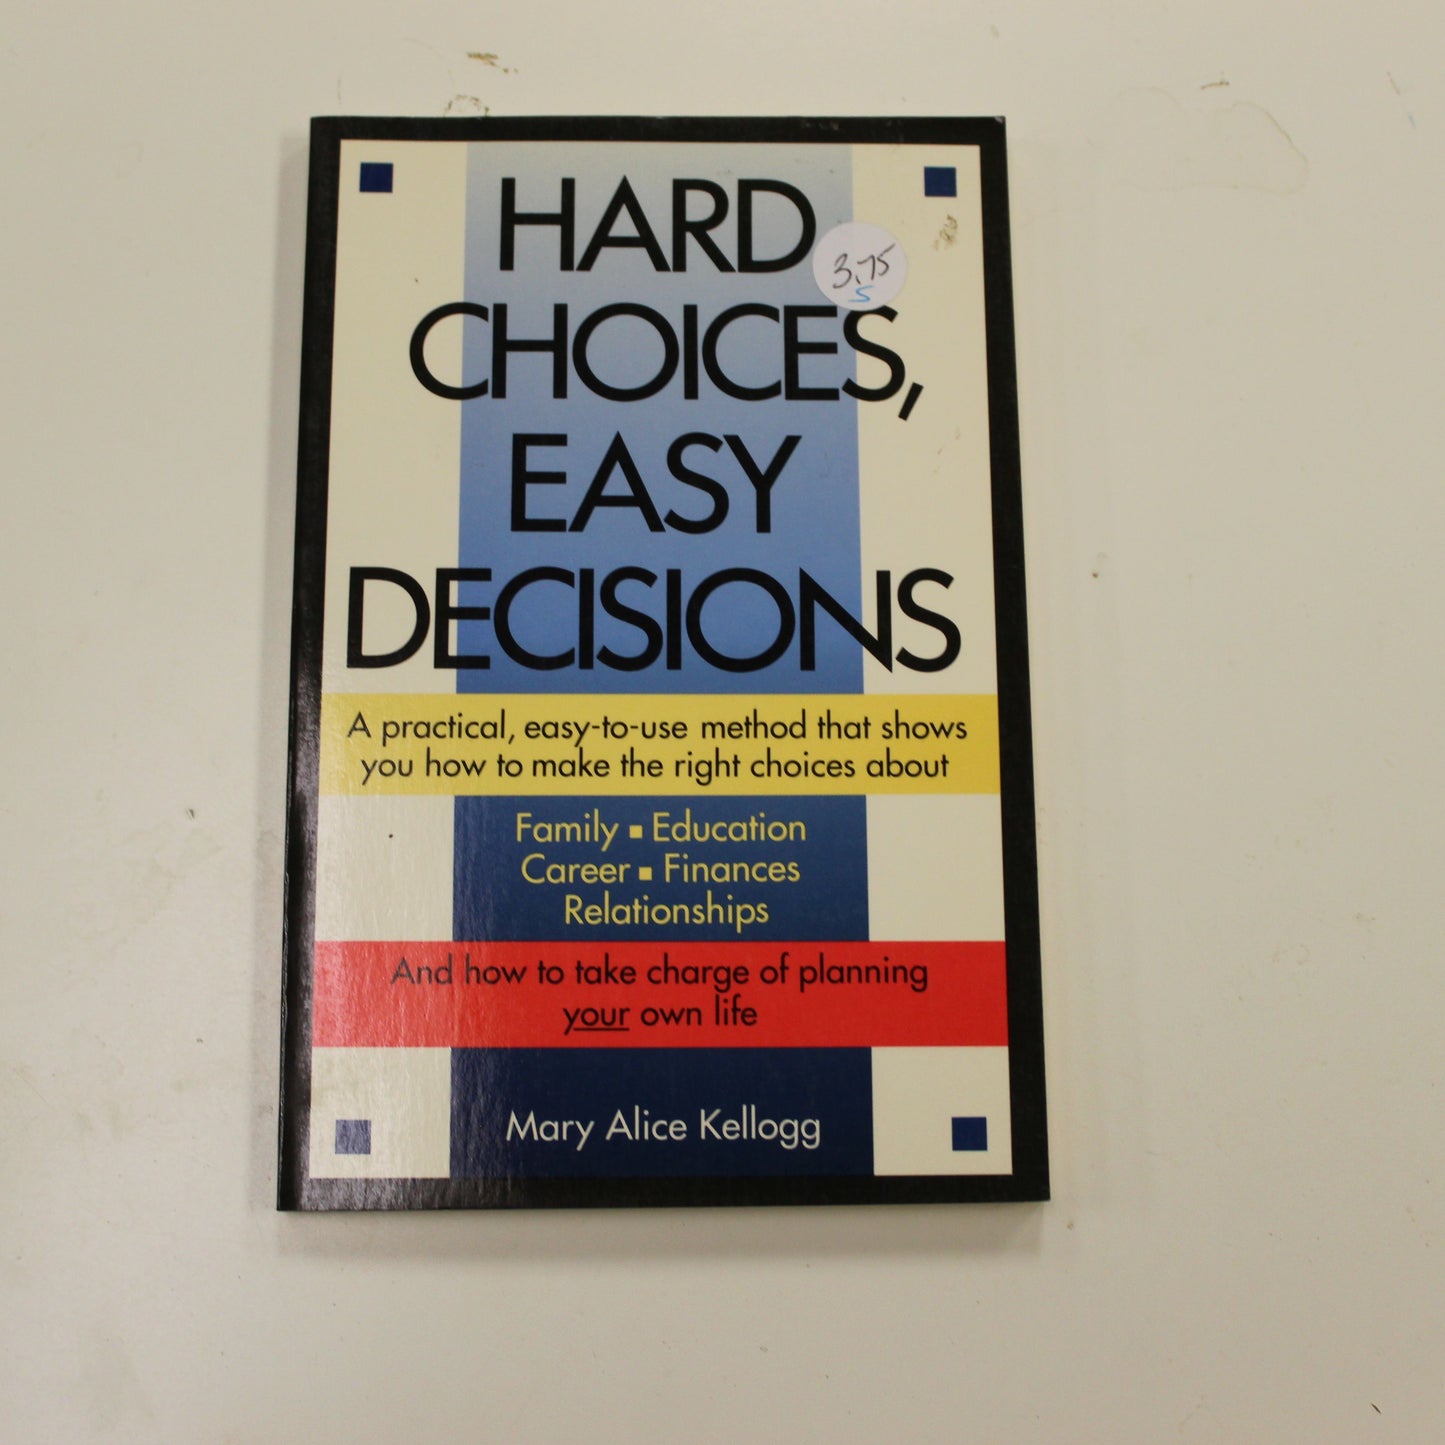 HARD
3.75
S
CHOICES,
EASY
DECISIONS
A practical, easy-to-use method that shows
you how to make the right choices about
Family ▪ Education
Career ▪ Finances
Relationships
And how to take charge of planning
your own life
Mary Alice Kellogg